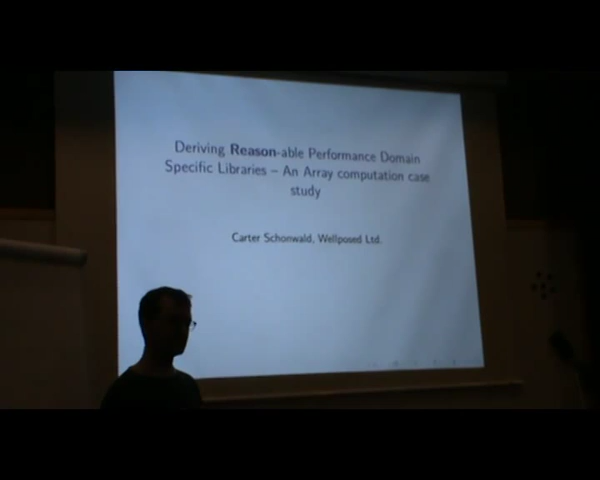 Deriving Reason-able Performance Domain
Specific Libraries – An Array computation case
study
Carter Schonwald, Wellposed Ltd.